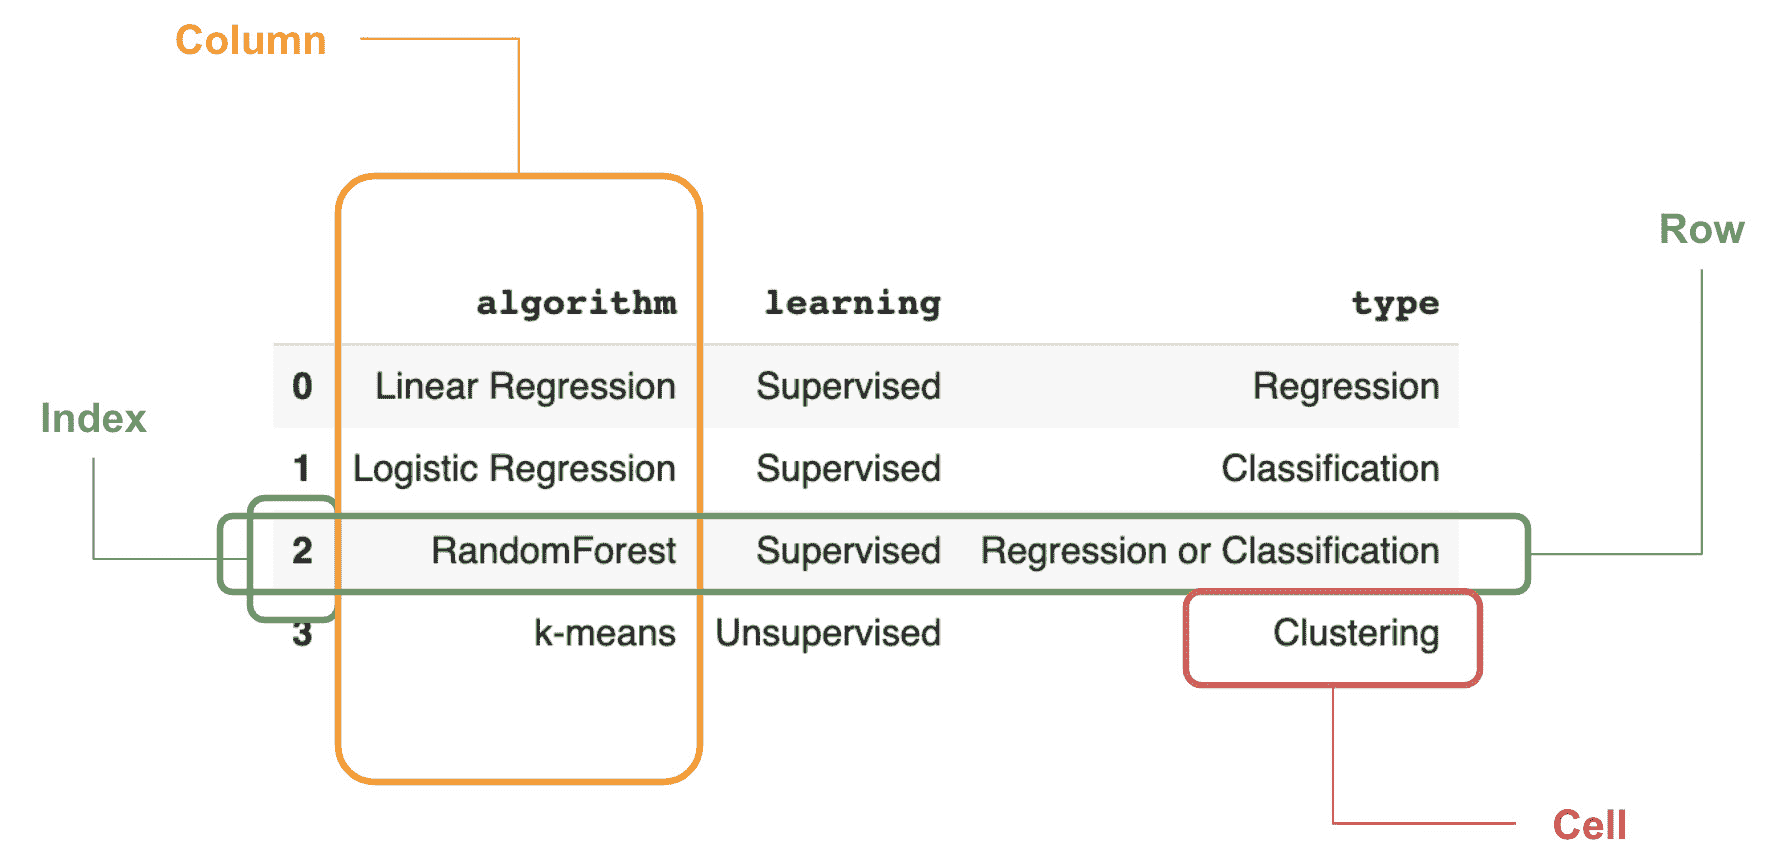 Column
Row
algorithm learning type
0 Linear Regression Supervised Regression
Index
1 Logistic Regression Supervised Classification
2 RandomForest Supervised Regression or Classification
3 k-means Unsupervised Clustering
Cell